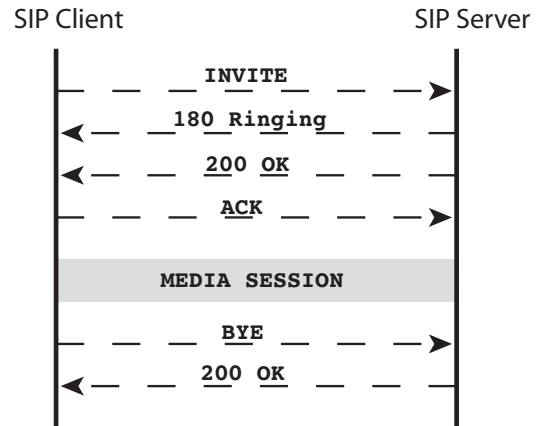 SIP Client
SIP Server
INVITE
180 Ringing
200 OK
ACK
MEDIA SESSION
BYE
200 OK